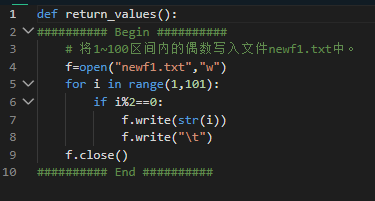 1 def return_values():
2 ########## Begin ##########
3     # 将1~100区间内的偶数写入文件newf1.txt中。
4     f=open("newf1.txt","w")
5     for i in range(1,101):
6         if i%2==0:
7             f.write(str(i))
8             f.write("\t")
9     f.close()
10 ########## End ##########